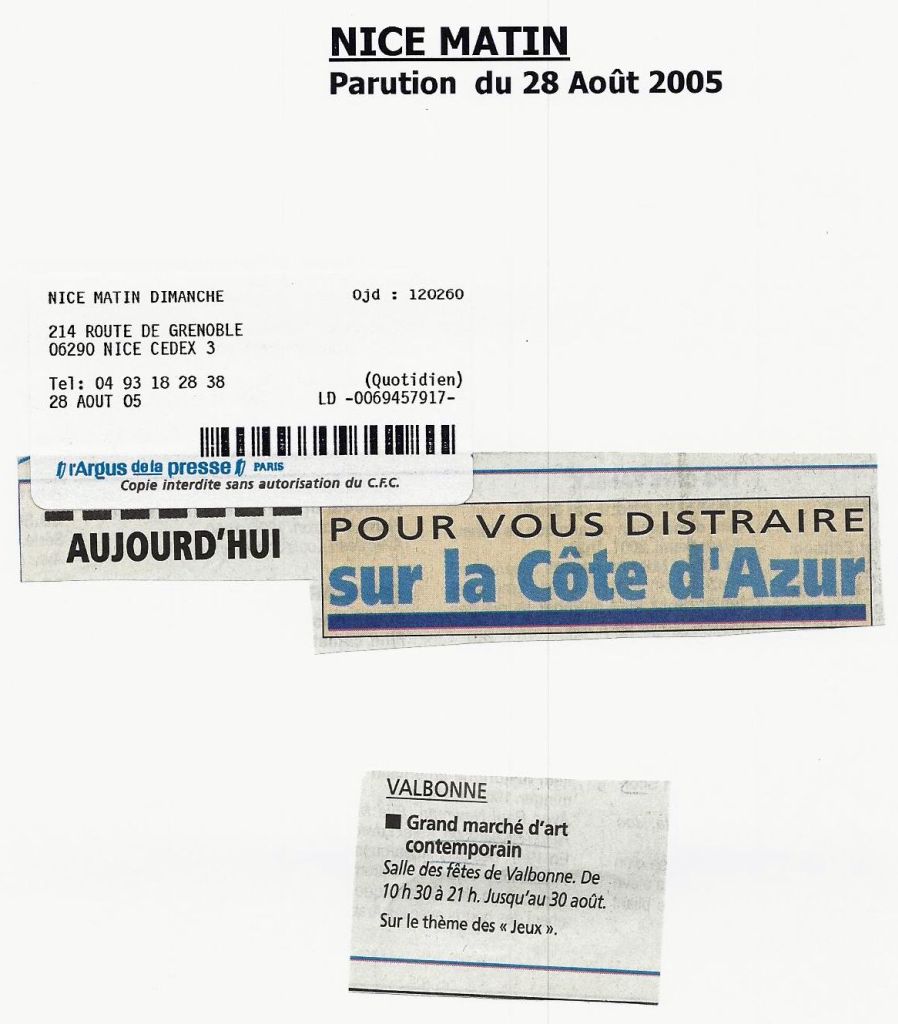 NICE MATIN
Parution du 28 Août 2005
NICE MATIN DIMANCHE Ojd : 120260
214 ROUTE DE GRENOBLE
06290 NICE CEDEX 3
Tel: 04 93 18 28 38 (Quotidien)
28 AOUT 05 LD -0069457917-
l'Argus de la presse PARIS
Copie interdite sans autorisation du C.F.C.
AUJOURD'HUI
POUR VOUS DISTRAIRE
sur la Côte d'Azur
VALBONNE
■ Grand marché d'art
contemporain
Salle des fêtes de Valbonne. De
10 h 30 à 21 h. Jusqu'au 30 août.
Sur le thème des « Jeux ».